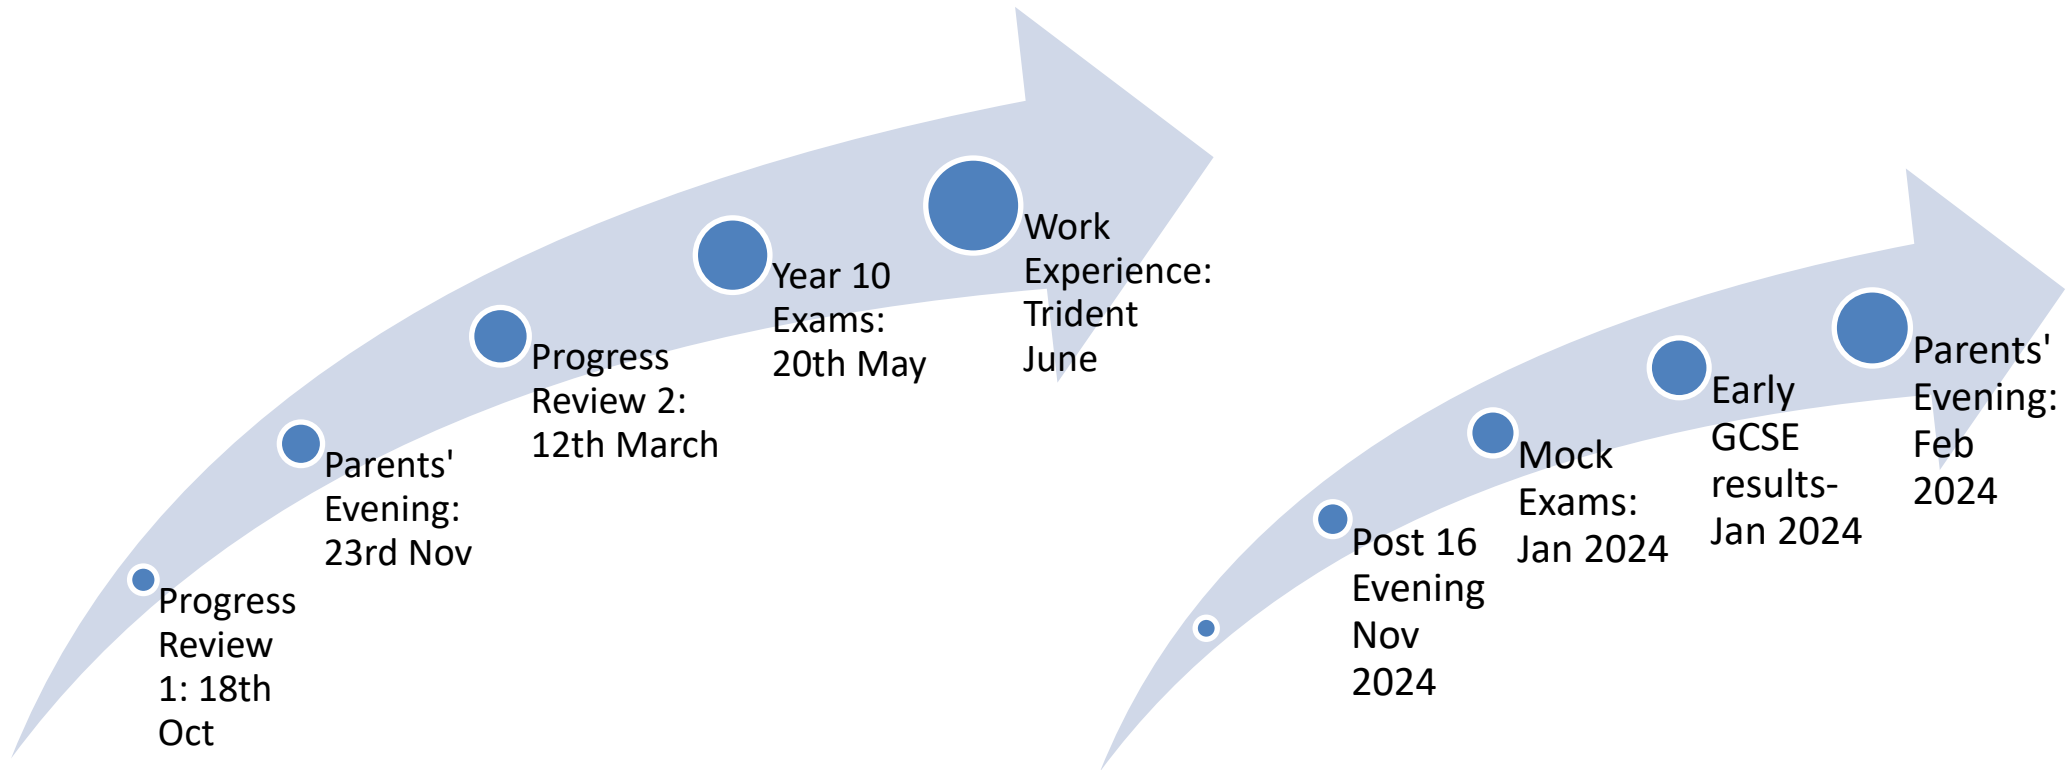 Progress
Review
1: 18th
Oct
Parents'
Evening:
23rd Nov
Progress
Review 2:
12th March
Year 10
Exams:
20th May
Work
Experience:
Trident
June
Post 16
Evening
Nov
2024
Mock
Exams:
Jan 2024
Early
GCSE
results-
Jan 2024
Parents'
Evening:
Feb
2024